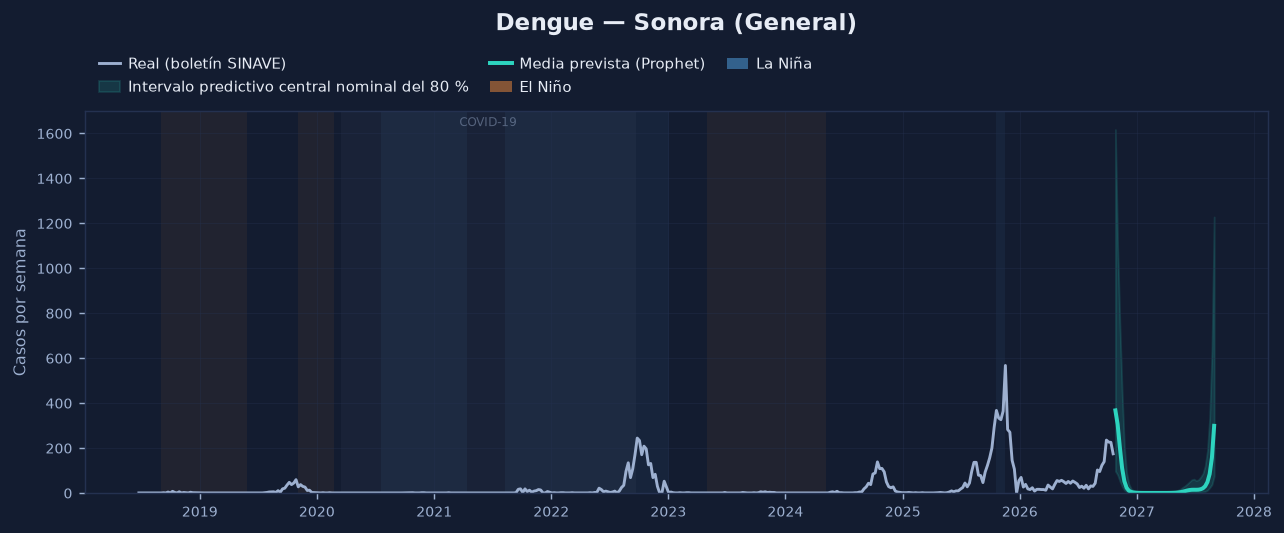 Dengue — Sonora (General)
Real (boletín SINAVE)
Media prevista (Prophet)
La Niña
Intervalo predictivo central nominal del 80 %
El Niño
COVID-19
Casos por semana
1600
1400
1200
1000
800
600
400
200
0
2019 2020 2021 2022 2023 2024 2025 2026 2027 2028